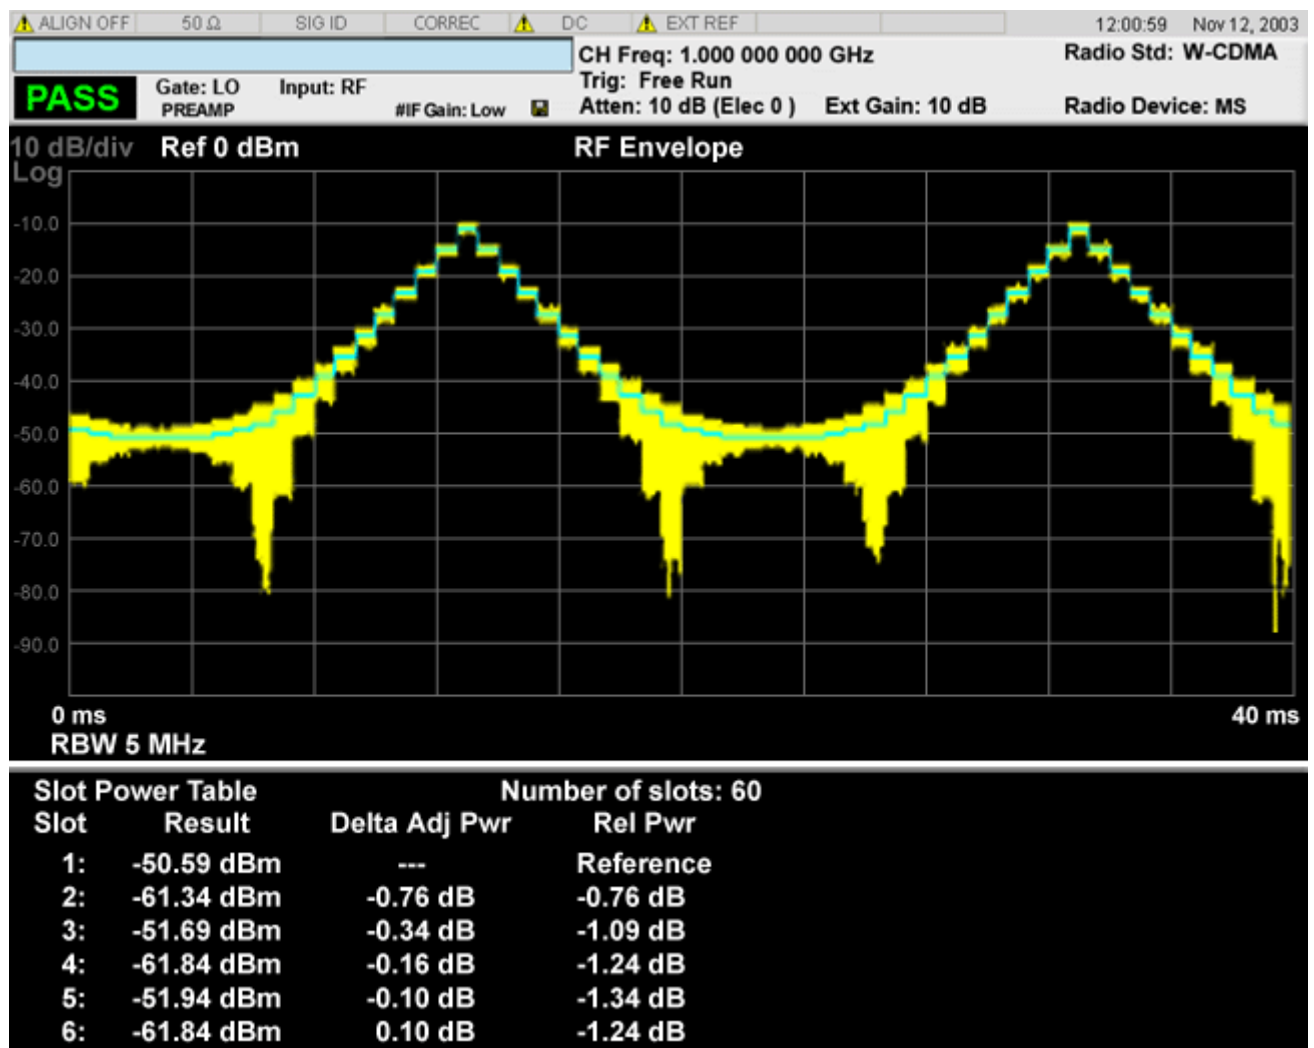 ALIGN OFF 50 Ω SIG ID CORREC DC EXT REF 12:00:59 Nov 12, 2003
CH Freq: 1.000 000 000 GHz Radio Std: W-CDMA
PASS Gate: LO Input: RF Trig: Free Run
PREAMP #IF Gain: Low Atten: 10 dB (Elec 0 ) Ext Gain: 10 dB Radio Device: MS
10 dB/div Ref 0 dBm RF Envelope
Log
-10.0
-20.0
-30.0
-40.0
-50.0
-60.0
-70.0
-80.0
-90.0
0 ms 40 ms
RBW 5 MHz
Slot Power Table Number of slots: 60
Slot Result Delta Adj Pwr Rel Pwr
1: -50.59 dBm --- Reference
2: -61.34 dBm -0.76 dB -0.76 dB
3: -51.69 dBm -0.34 dB -1.09 dB
4: -61.84 dBm -0.16 dB -1.24 dB
5: -51.94 dBm -0.10 dB -1.34 dB
6: -61.84 dBm 0.10 dB -1.24 dB